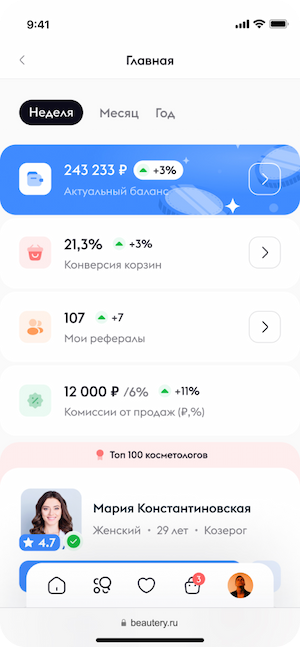 9:41
Главная
Неделя Месяц Год
243 233 ₽ +3%
Актуальный баланс
21,3% +3%
Конверсия корзин
107 +7
Мои рефералы
12 000 ₽ /6% +11%
Комиссии от продаж (₽,%)
Топ 100 косметологов
Мария Константиновская
Женский • 29 лет • Козерог
4.7
3
beautery.ru